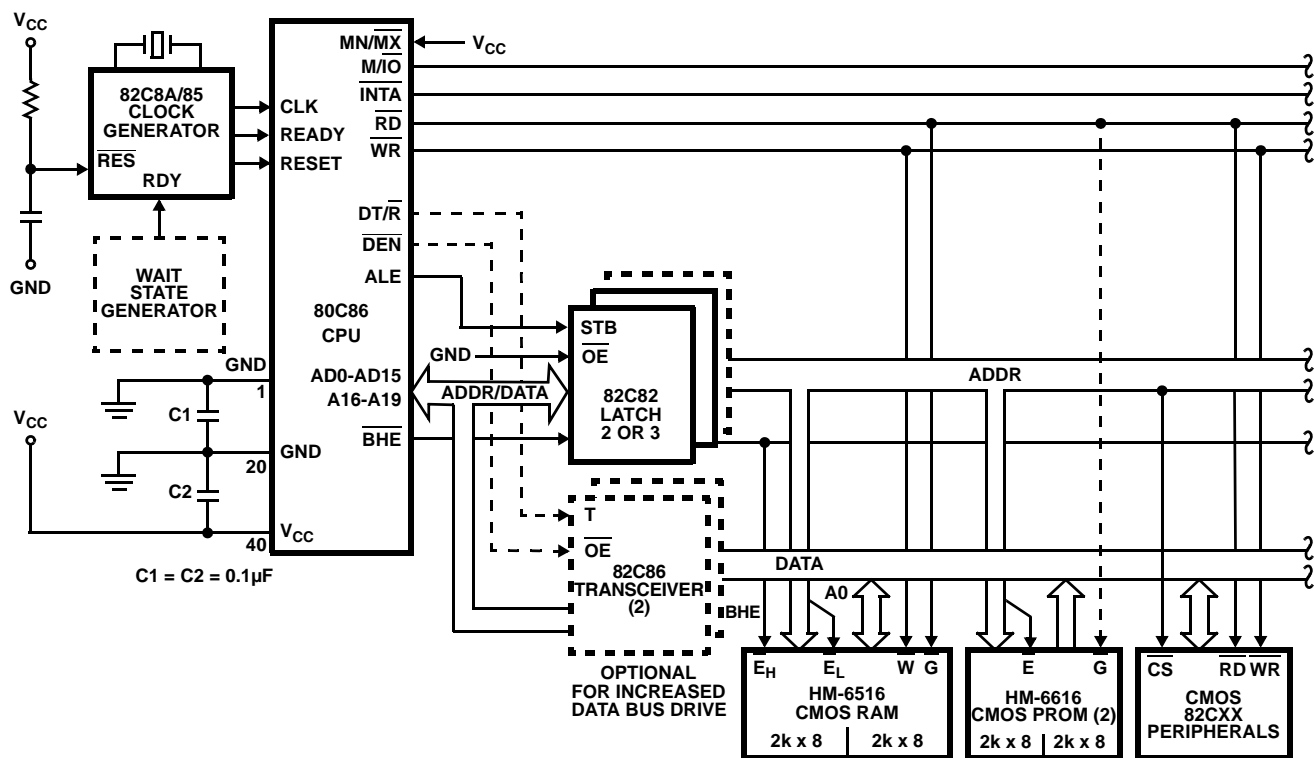 VCC
82C8A/85
CLOCK
GENERATOR
RES
RDY
GND
WAIT
STATE
GENERATOR
MN/MX
VCC
M/IO
INTA
CLK
READY
RESET
RD
WR
DT/R
DEN
ALE
80C86
CPU
GND
1
AD0-AD15
A16-A19
BHE
ADDR/DATA
C1
VCC
GND
20
C2
VCC
40
C1 = C2 = 0.1µF
STB
GND
OE
82C82
LATCH
2 OR 3
ADDR
T
OE
82C86
TRANSCEIVER
(2)
OPTIONAL
FOR INCREASED
DATA BUS DRIVE
DATA
A0
BHE
EH
EL
W
G
HM-6516
CMOS RAM
2k x 8
2k x 8
E
G
HM-6616
CMOS PROM (2)
2k x 8
2k x 8
CS
RD
WR
CMOS
82CXX
PERIPHERALS